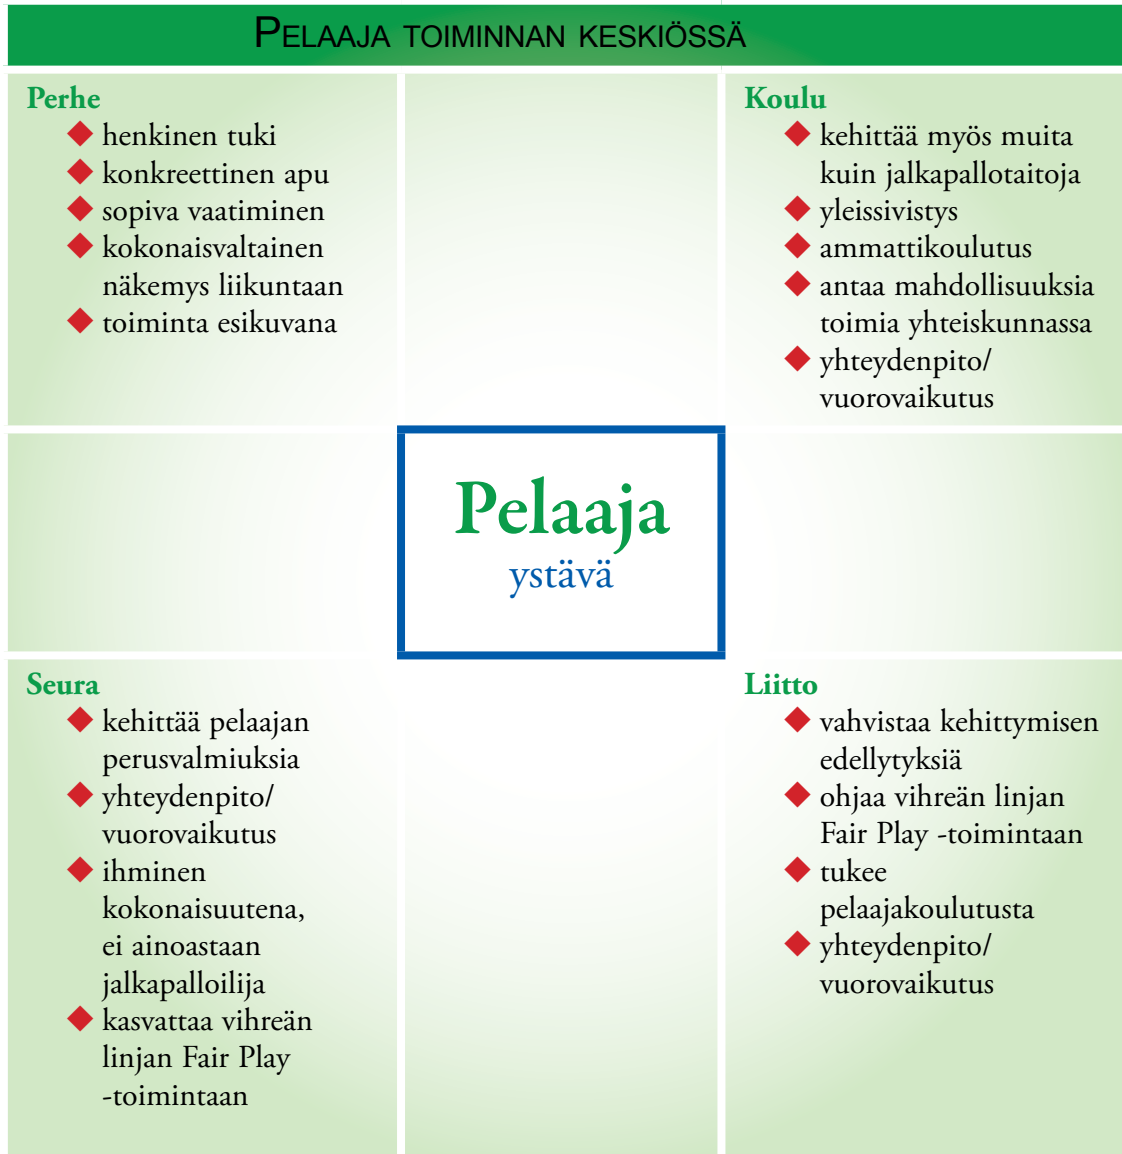 PELAAJA TOIMINNAN KESKIÖSSÄ
Perhe
henkinen tuki
konkreettinen apu
sopiva vaatiminen
kokonaisvaltainen
näkemys liikuntaan
toiminta esikuvana
Koulu
kehittää myös muita
kuin jalkapallotaitoja
yleissivistys
ammattikoulutus
antaa mahdollisuuksia
toimia yhteiskunnassa
yhteydenpito/
vuorovaikutus
Pelaaja
ystävä
Seura
kehittää pelaajan
perusvalmiuksia
yhteydenpito/
vuorovaikutus
ihminen
kokonaisuutena,
ei ainoastaan
jalkapalloilija
kasvattaa vihreän
linjan Fair Play
-toimintaan
Liitto
vahvistaa kehittymisen
edellytyksiä
ohjaa vihreän linjan
Fair Play -toimintaan
tukee
pelaajakoulutusta
yhteydenpito/
vuorovaikutus